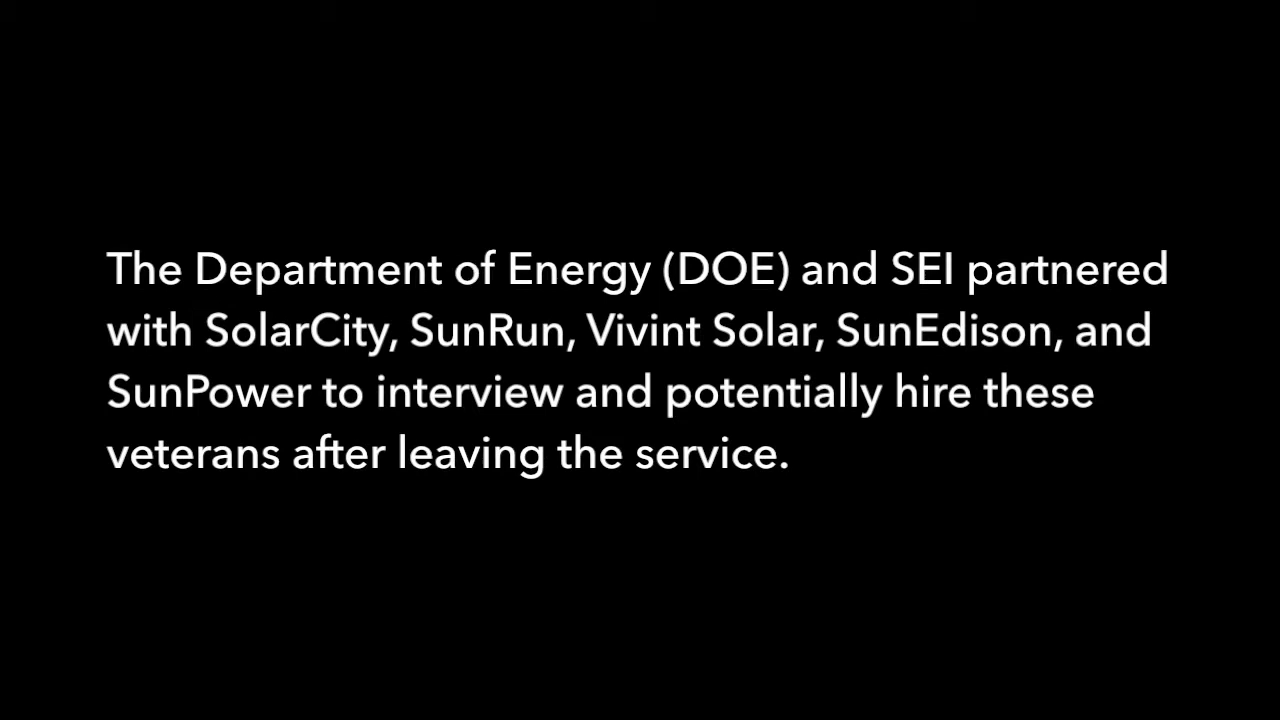 The Department of Energy (DOE) and SEI partnered
with SolarCity, SunRun, Vivint Solar, SunEdison, and
SunPower to interview and potentially hire these
veterans after leaving the service.